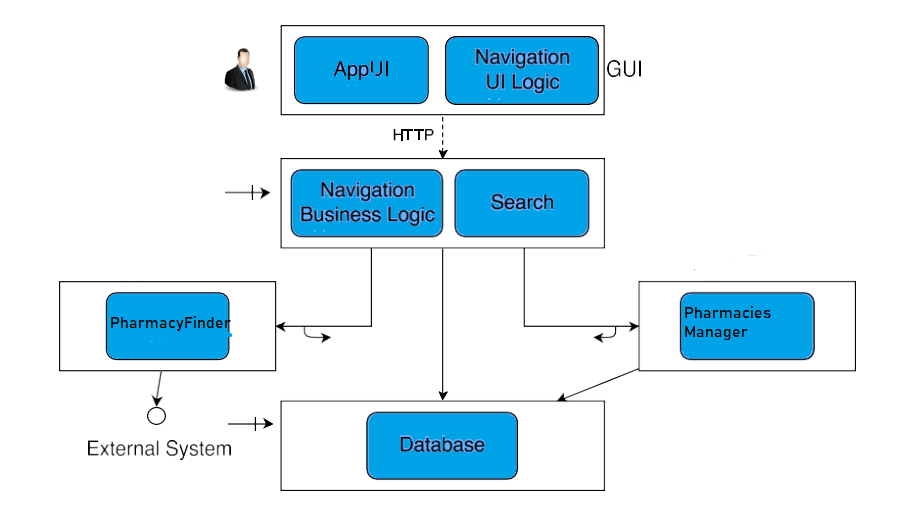 AppUI
Navigation
UI Logic
GUI
HTTP
Navigation
Business Logic
Search
PharmacyFinder
Pharmacies
Manager
External System
Database